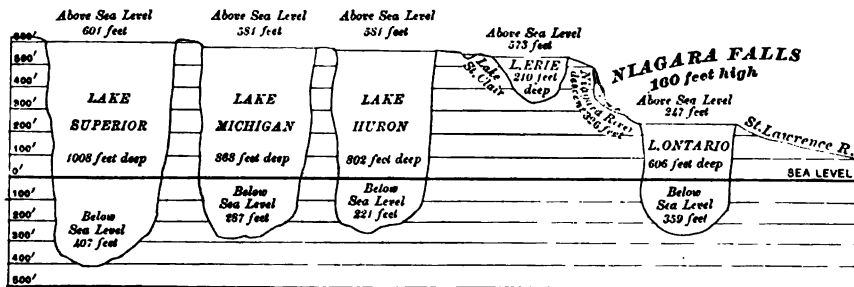 Above Sea Level
601 feet
Above Sea Level
581 feet
Above Sea Level
581 feet
Above Sea Level
573 feet
NIAGARA FALLS
160 feet high
Above Sea Level
247 feet
600'
500'
400'
300'
200'
100'
0'
100'
200'
300'
400'
500'
LAKE
SUPERIOR
1008 feet deep
Below
Sea Level
407 feet
LAKE
MICHIGAN
868 feet deep
Below
Sea Level
287 feet
LAKE
HURON
802 feet deep
Below
Sea Level
221 feet
Lake
St. Clair
L. ERIE
210 feet
deep
Niagara River
descent 326 feet
L. ONTARIO
606 feet deep
Below
Sea Level
359 feet
St. Lawrence R.
SEA LEVEL